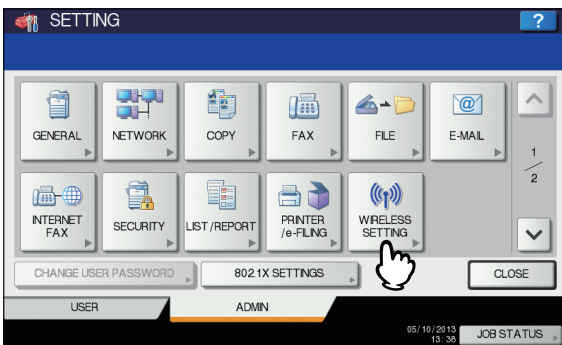 SETTING
?
GENERAL
NETWORK
COPY
FAX
FILE
E-MAIL
1
2
INTERNET
FAX
SECURITY
LIST/REPORT
PRINTER
/e-FILING
WIRELESS
SETTING
CHANGE USER PASSWORD
802.1X SETTINGS
CLOSE
USER
ADMIN
05/10/2013
13:38
JOB STATUS